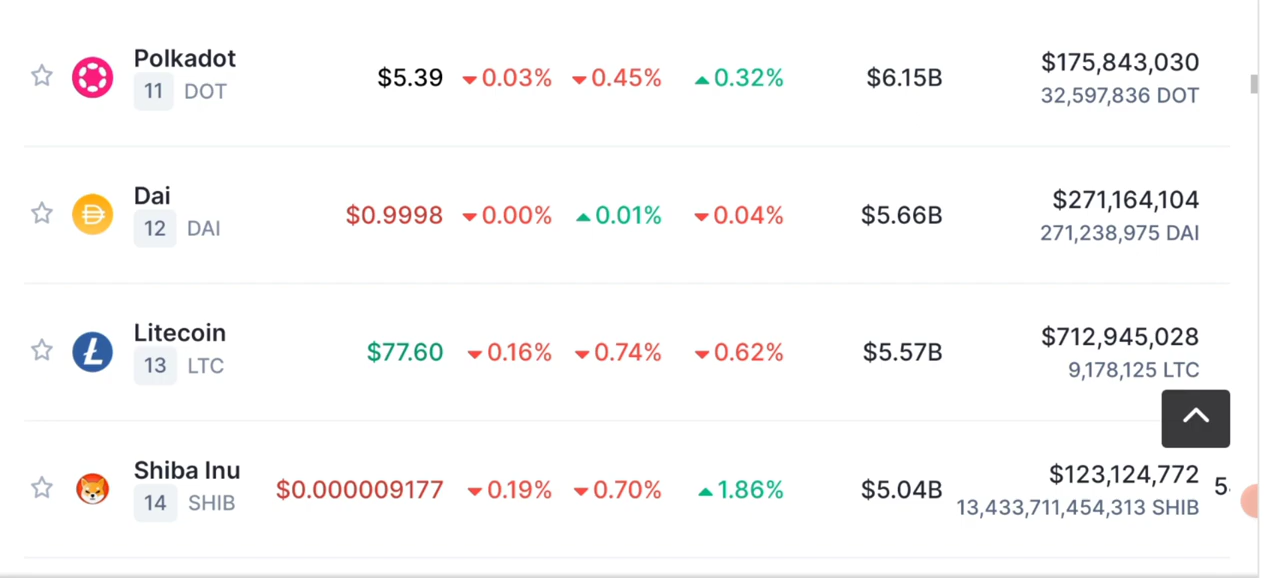 Polkadot
11 DOT
$5.39 0.03% 0.45% 0.32% $6.15B $175,843,030
32,597,836 DOT
Dai
12 DAI
$0.9998 0.00% 0.01% 0.04% $5.66B $271,164,104
271,238,975 DAI
Litecoin
13 LTC
$77.60 0.16% 0.74% 0.62% $5.57B $712,945,028
9,178,125 LTC
Shiba Inu
14 SHIB
$0.000009177 0.19% 0.70% 1.86% $5.04B $123,124,772
13,433,711,454,313 SHIB